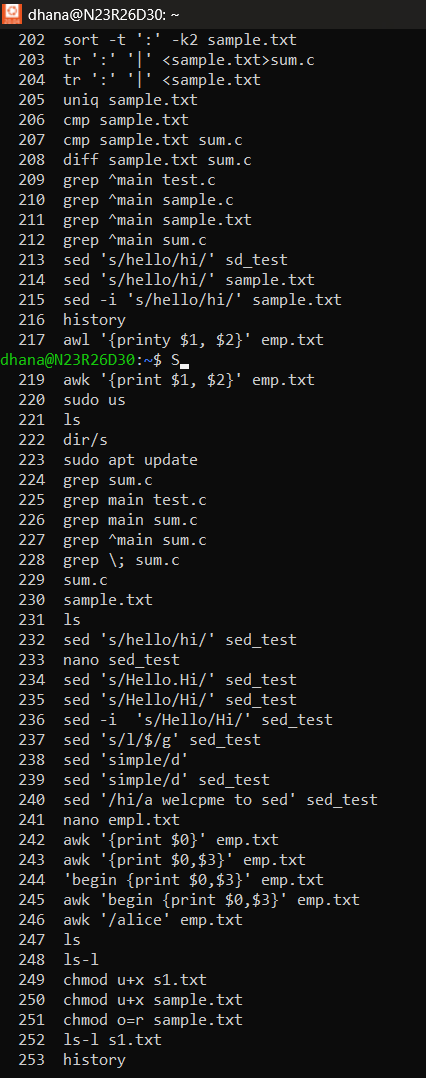 dhana@N23R26D30: ~
202 sort -t ':' -k2 sample.txt
203 tr ':' '|' <sample.txt>sum.c
204 tr ':' '|' <sample.txt
205 uniq sample.txt
206 cmp sample.txt
207 cmp sample.txt sum.c
208 diff sample.txt sum.c
209 grep ^main test.c
210 grep ^main sample.c
211 grep ^main sample.txt
212 grep ^main sum.c
213 sed 's/hello/hi/' sd_test
214 sed 's/hello/hi/' sample.txt
215 sed -i 's/hello/hi/' sample.txt
216 history
217 awl '{printy $1, $2}' emp.txt
dhana@N23R26D30:~$ S
219 awk '{print $1, $2}' emp.txt
220 sudo us
221 ls
222 dir/s
223 sudo apt update
224 grep sum.c
225 grep main test.c
226 grep main sum.c
227 grep ^main sum.c
228 grep \; sum.c
229 sum.c
230 sample.txt
231 ls
232 sed 's/hello/hi/' sed_test
233 nano sed_test
234 sed 's/Hello.Hi/' sed_test
235 sed 's/Hello/Hi/' sed_test
236 sed -i  's/Hello/Hi/' sed_test
237 sed 's/l/$/g' sed_test
238 sed 'simple/d'
239 sed 'simple/d' sed_test
240 sed '/hi/a welcpme to sed' sed_test
241 nano empl.txt
242 awk '{print $0}' emp.txt
243 awk '{print $0,$3}' emp.txt
244 'begin {print $0,$3}' emp.txt
245 awk 'begin {print $0,$3}' emp.txt
246 awk '/alice' emp.txt
247 ls
248 ls-l
249 chmod u+x s1.txt
250 chmod u+x sample.txt
251 chmod o=r sample.txt
252 ls-l s1.txt
253 history